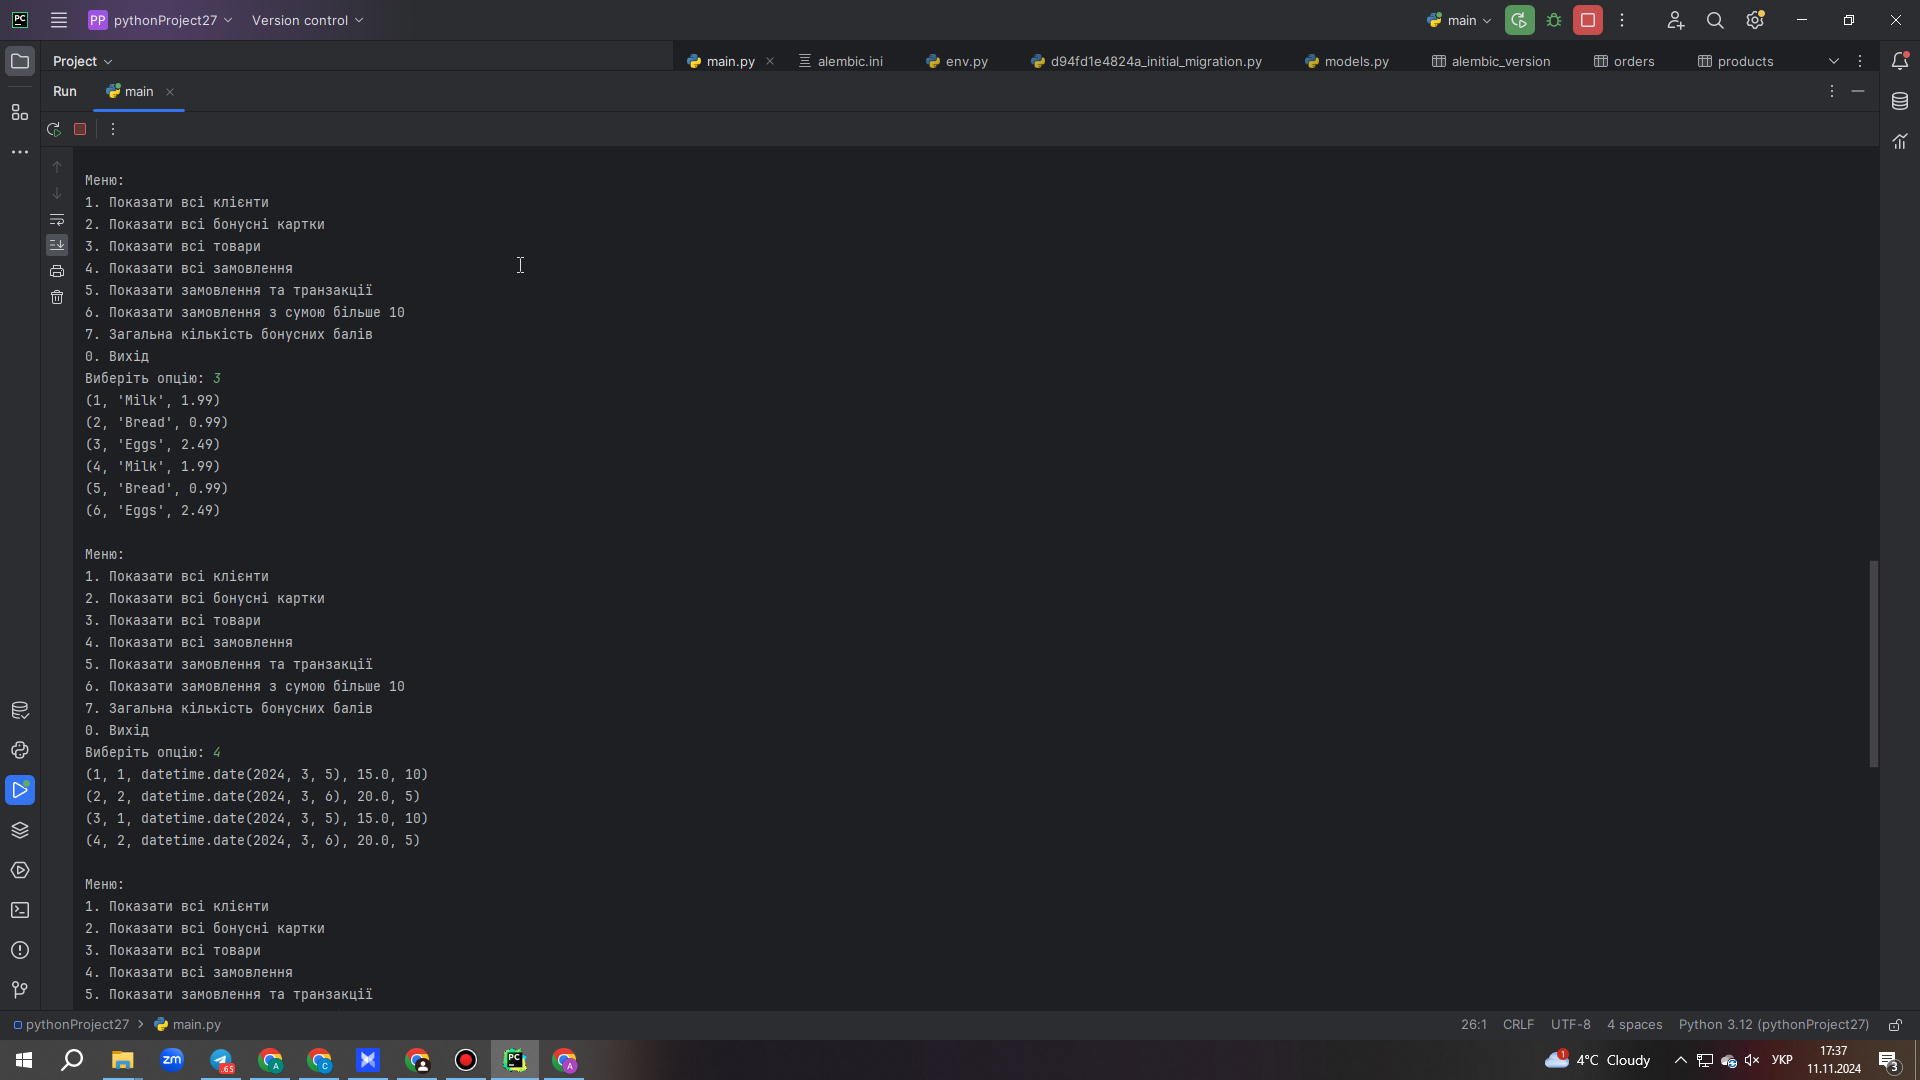 PC
PP pythonProject27
Version control
main
Project
main.py
alembic.ini
env.py
d94fd1e4824a_initial_migration.py
models.py
alembic_version
orders
products
Run
main
Меню:
1. Показати всі клієнти
2. Показати всі бонусні картки
3. Показати всі товари
4. Показати всі замовлення
5. Показати замовлення та транзакції
6. Показати замовлення з сумою більше 10
7. Загальна кількість бонусних балів
0. Вихід
Виберіть опцію: 3
(1, 'Milk', 1.99)
(2, 'Bread', 0.99)
(3, 'Eggs', 2.49)
(4, 'Milk', 1.99)
(5, 'Bread', 0.99)
(6, 'Eggs', 2.49)
Меню:
1. Показати всі клієнти
2. Показати всі бонусні картки
3. Показати всі товари
4. Показати всі замовлення
5. Показати замовлення та транзакції
6. Показати замовлення з сумою більше 10
7. Загальна кількість бонусних балів
0. Вихід
Виберіть опцію: 4
(1, 1, datetime.date(2024, 3, 5), 15.0, 10)
(2, 2, datetime.date(2024, 3, 6), 20.0, 5)
(3, 1, datetime.date(2024, 3, 5), 15.0, 10)
(4, 2, datetime.date(2024, 3, 6), 20.0, 5)
Меню:
1. Показати всі клієнти
2. Показати всі бонусні картки
3. Показати всі товари
4. Показати всі замовлення
5. Показати замовлення та транзакції
pythonProject27
main.py
26:1
CRLF
UTF-8
4 spaces
Python 3.12 (pythonProject27)
zm
.65
A
C
PC
A
1
4°C Cloudy
УКР
17:37
11.11.2024
3